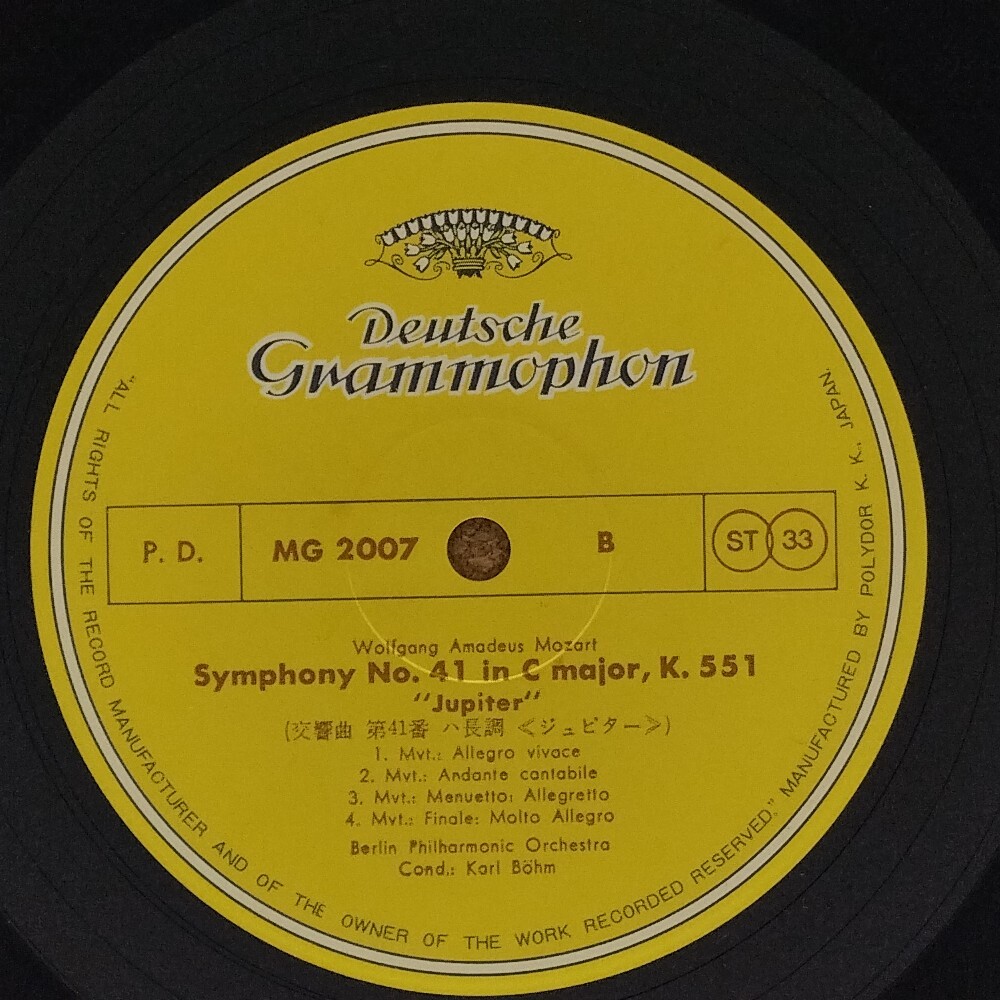 Deutsche
Grammophon
P. D. MG 2007 B ST 33
Wolfgang Amadeus Mozart
Symphony No. 41 in C major, K. 551
"Jupiter"
(交響曲 第41番 ハ長調 ≪ジュピター≫)
1. Mvt.: Allegro vivace
2. Mvt.: Andante cantabile
3. Mvt.: Menuetto: Allegretto
4. Mvt.: Finale: Molto Allegro
Berlin Philharmonic Orchestra
Cond.: Karl Böhm
"ALL RIGHTS OF THE RECORD MANUFACTURER AND OF THE OWNER OF THE WORK RECORDED RESERVED." MANUFACTURED BY POLYDOR K. K., JAPAN.